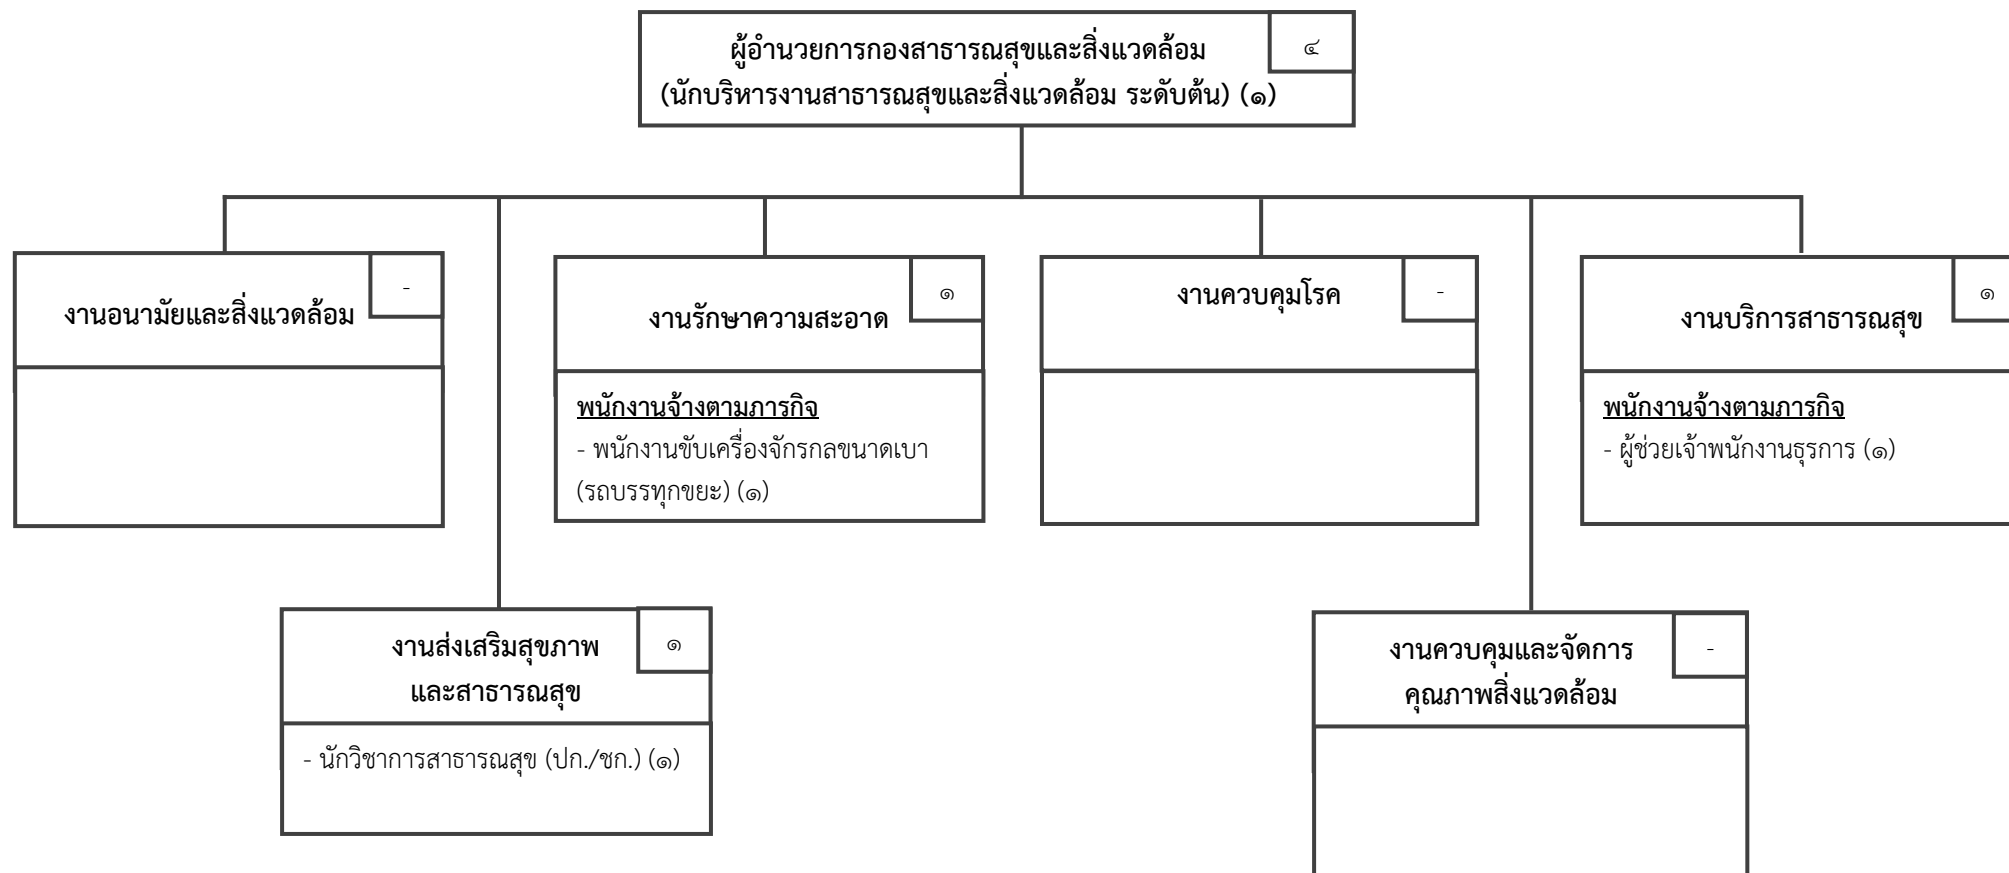 ผู้อำนวยการกองสาธารณสุขและสิ่งแวดล้อม
๔
(นักบริหารงานสาธารณสุขและสิ่งแวดล้อม ระดับต้น) (๑)
งานอนามัยและสิ่งแวดล้อม
-
งานรักษาความสะอาด
๑
พนักงานจ้างตามภารกิจ
- พนักงานขับเครื่องจักรกลขนาดเบา
(รถบรรทุกขยะ) (๑)
งานควบคุมโรค
-
งานบริการสาธารณสุข
๑
พนักงานจ้างตามภารกิจ
- ผู้ช่วยเจ้าพนักงานธุรการ (๑)
งานส่งเสริมสุขภาพ
๑
และสาธารณสุข
- นักวิชาการสาธารณสุข (ปก./ชก.) (๑)
งานควบคุมและจัดการ
-
คุณภาพสิ่งแวดล้อม